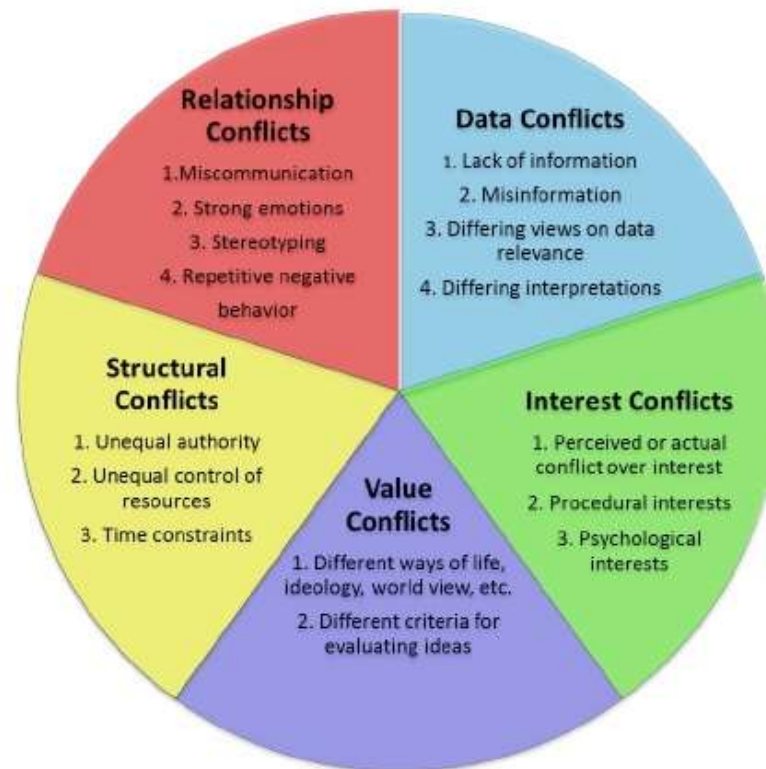 Relationship
Conflicts
1.Miscommunication
2. Strong emotions
3. Stereotyping
4. Repetitive negative
behavior
Data Conflicts
1. Lack of information
2. Misinformation
3. Differing views on data
relevance
4. Differing interpretations
Structural
Conflicts
1. Unequal authority
2. Unequal control of
resources
3. Time constraints
Value
Conflicts
1. Different ways of life,
ideology, world view, etc.
2. Different criteria for
evaluating ideas
Interest Conflicts
1. Perceived or actual
conflict over interest
2. Procedural interests
3. Psychological
interests